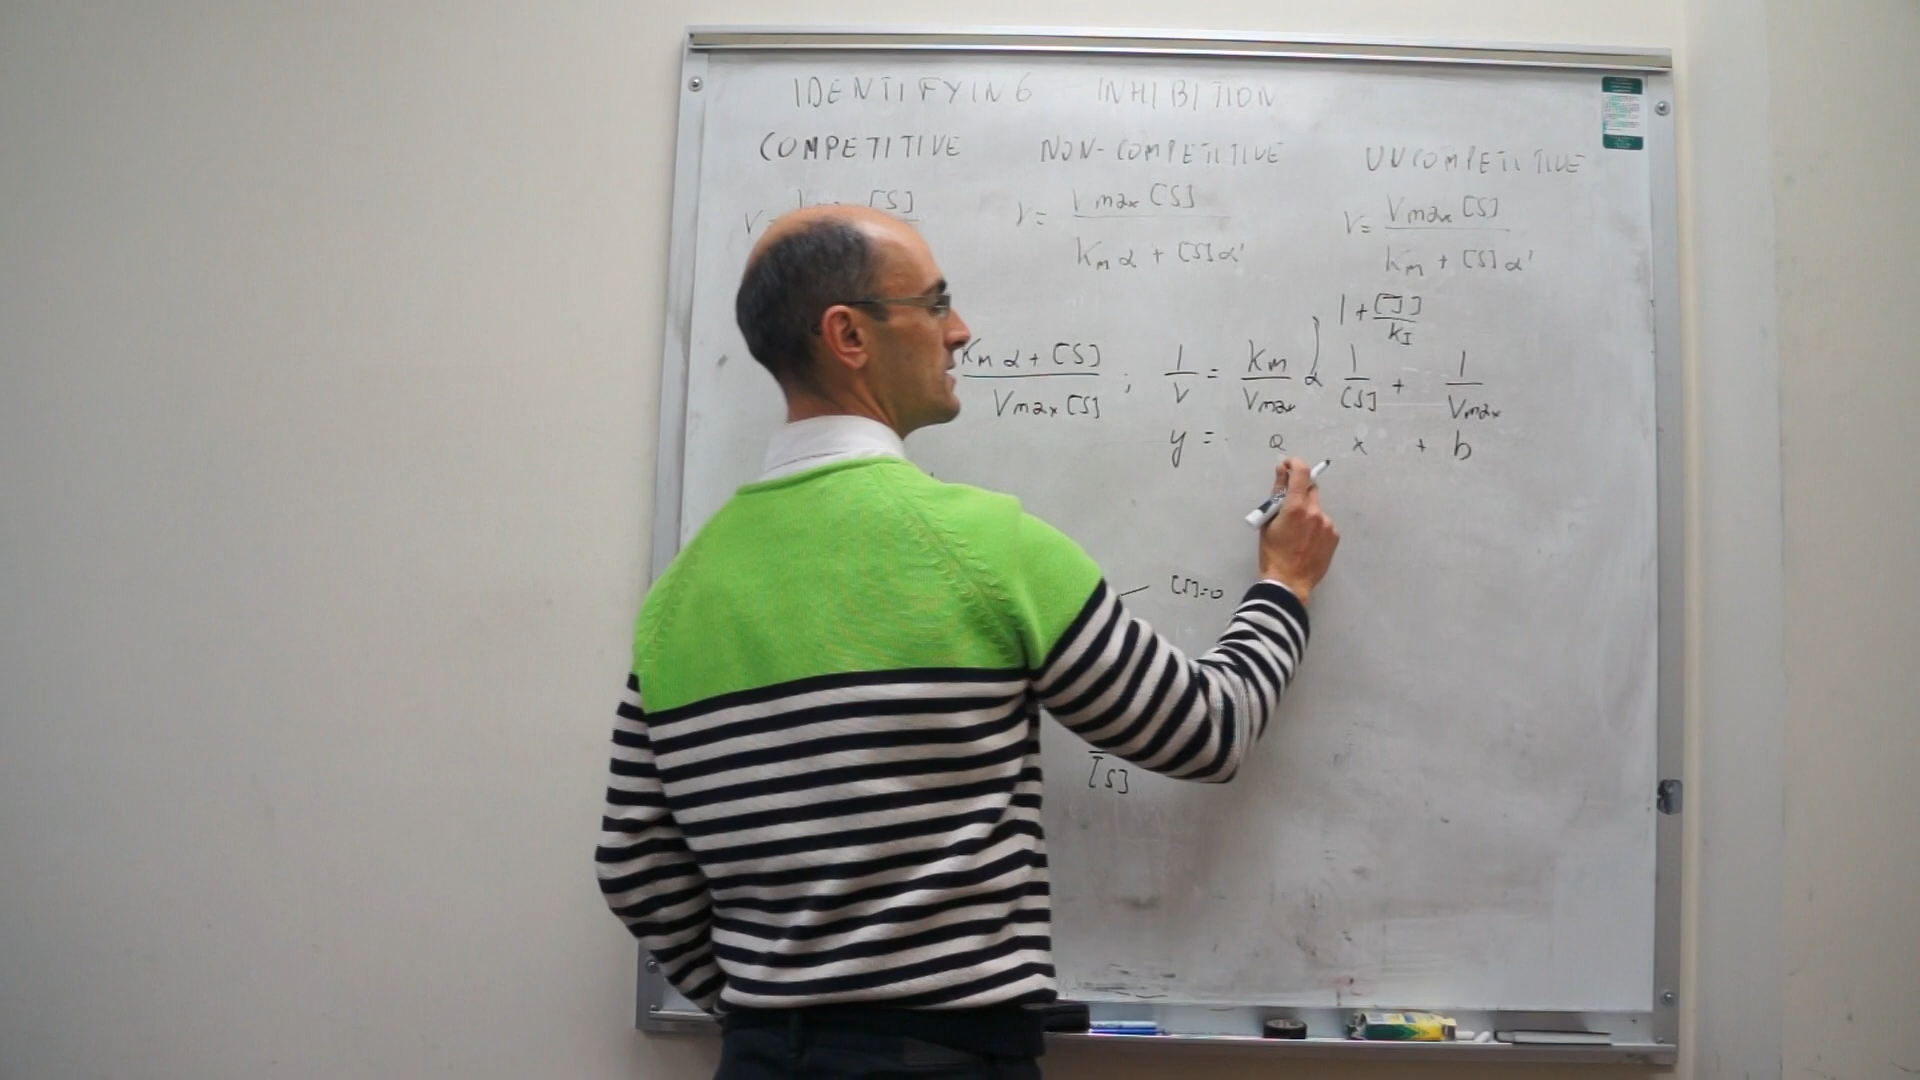 IDENTIFYING INHIBITION
COMPETITIVE NON-COMPETITIVE UNCOMPETITIVE
V= [S] V= Vmax [S] / Km α + [S]α' V= Vmax [S] / Km + [S] α'
1+ [I] / KI
Km α + [S] / Vmax [S] ; 1/V = Km/Vmax α 1/[S] + 1/Vmax
y = a x + b
[S]=0
[S]